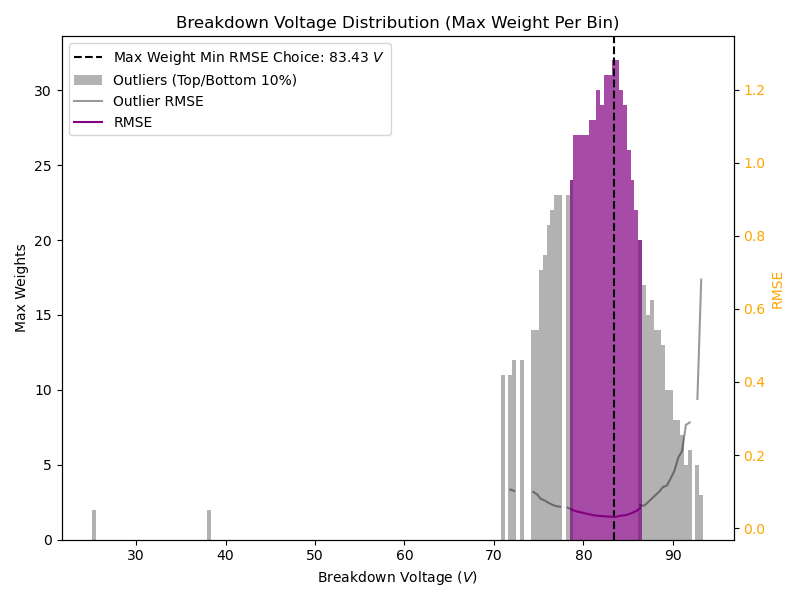 Breakdown Voltage Distribution (Max Weight Per Bin)
Max Weight Min RMSE Choice: 83.43 V
Outliers (Top/Bottom 10%)
Outlier RMSE
RMSE
Max Weights
30
25
20
15
10
5
0
1.2
1.0
0.8
0.6
0.4
0.2
0.0
RMSE
30 40 50 60 70 80 90
Breakdown Voltage (V)